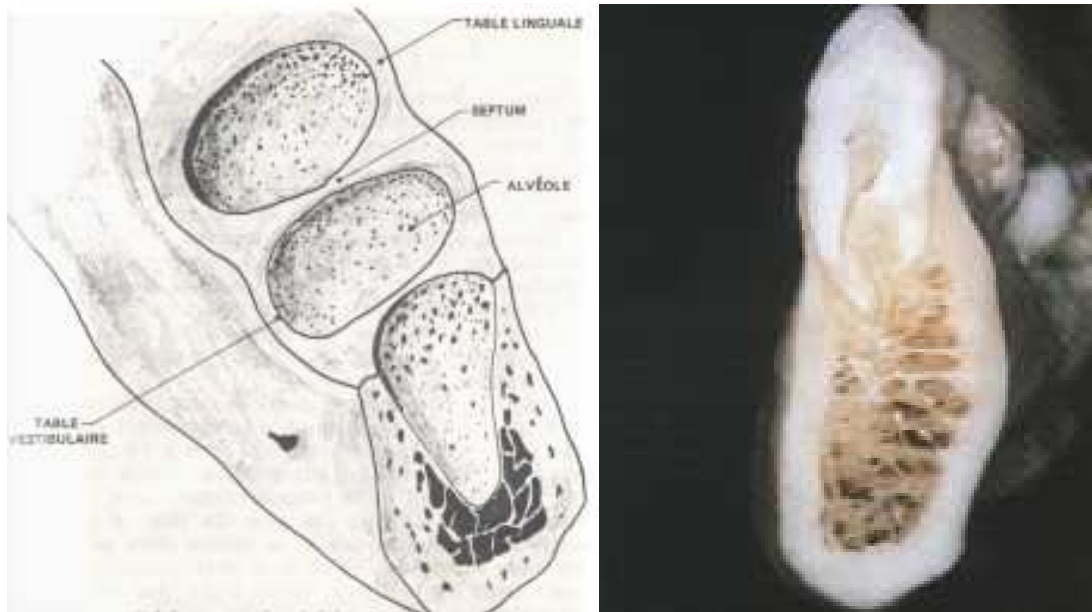 TABLE LINGUALE
SEPTUM
ALVÉOLE
TABLE
VESTIBULAIRE